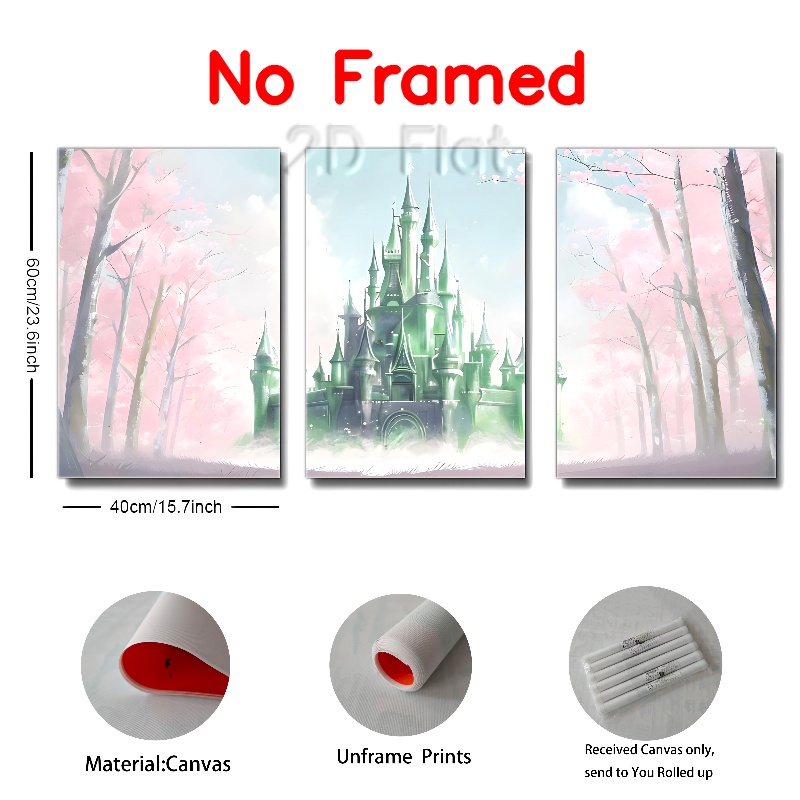 No Framed
2D Flat
60cm/23.6inch
40cm/15.7inch
Material:Canvas
Unframe Prints
Received Canvas only,
send to You Rolled up